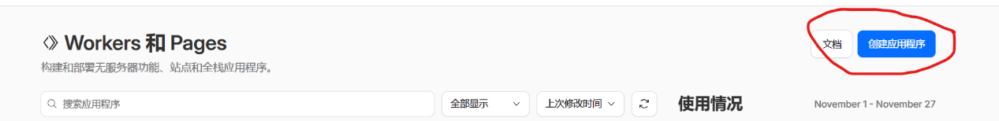 Workers 和 Pages
文档 创建应用程序
构建和部署无服务器功能、站点和全栈应用程序。
搜索应用程序 全部显示 上次修改时间 使用情况 November 1 - November 27